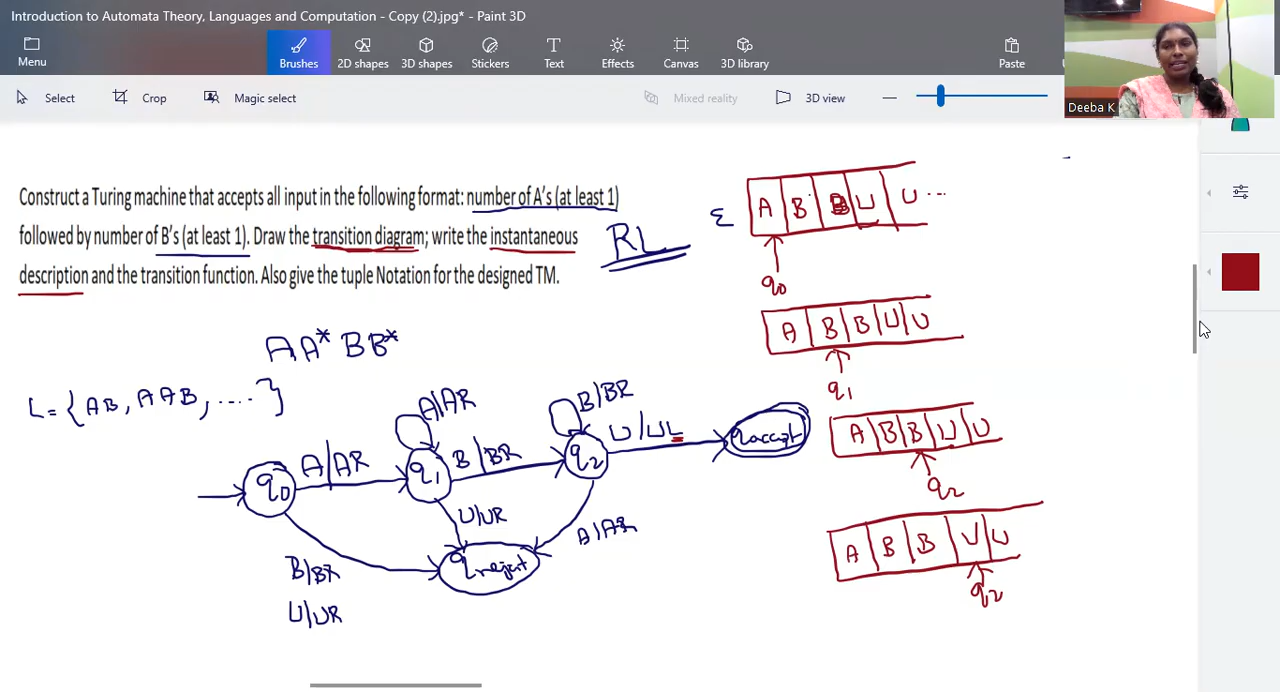 Introduction to Automata Theory, Languages and Computation - Copy (2).jpg* - Paint 3D
Menu
Brushes
2D shapes
3D shapes
Stickers
Text
Effects
Canvas
3D library
Paste
Select
Crop
Magic select
Mixed reality
3D view
Deeba K
Construct a Turing machine that accepts all input in the following format: number of A's (at least 1)
followed by number of B's (at least 1). Draw the transition diagram; write the instantaneous
description and the transition function. Also give the tuple Notation for the designed TM.
RL
AA* BB*
L = { AB, AAB, .... }
A/AR
B/BR
q0 A/AR q1 B/BR q2 U/UL qaccept
U/UR
A/AR
qreject
B/BR
U/UR
Σ A B B U U ...
q0
A B B U U
q1
A B B U U
q2
A B B U U
q2